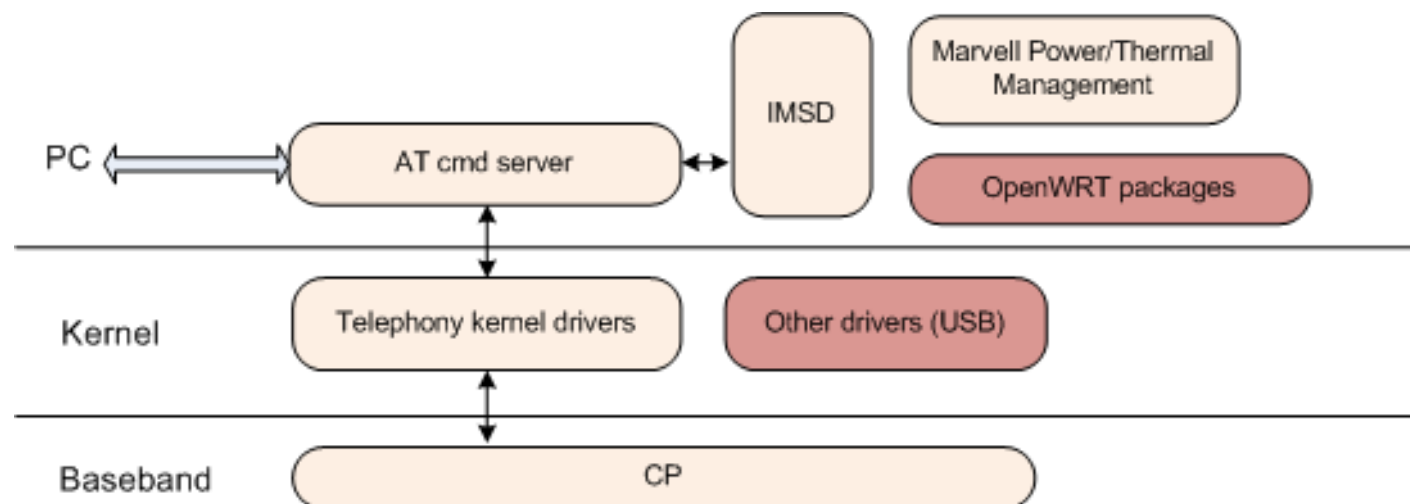 Marvell Power/Thermal
Management
IMSD
PC
AT cmd server
OpenWRT packages
Kernel
Telephony kernel drivers
Other drivers (USB)
Baseband
CP